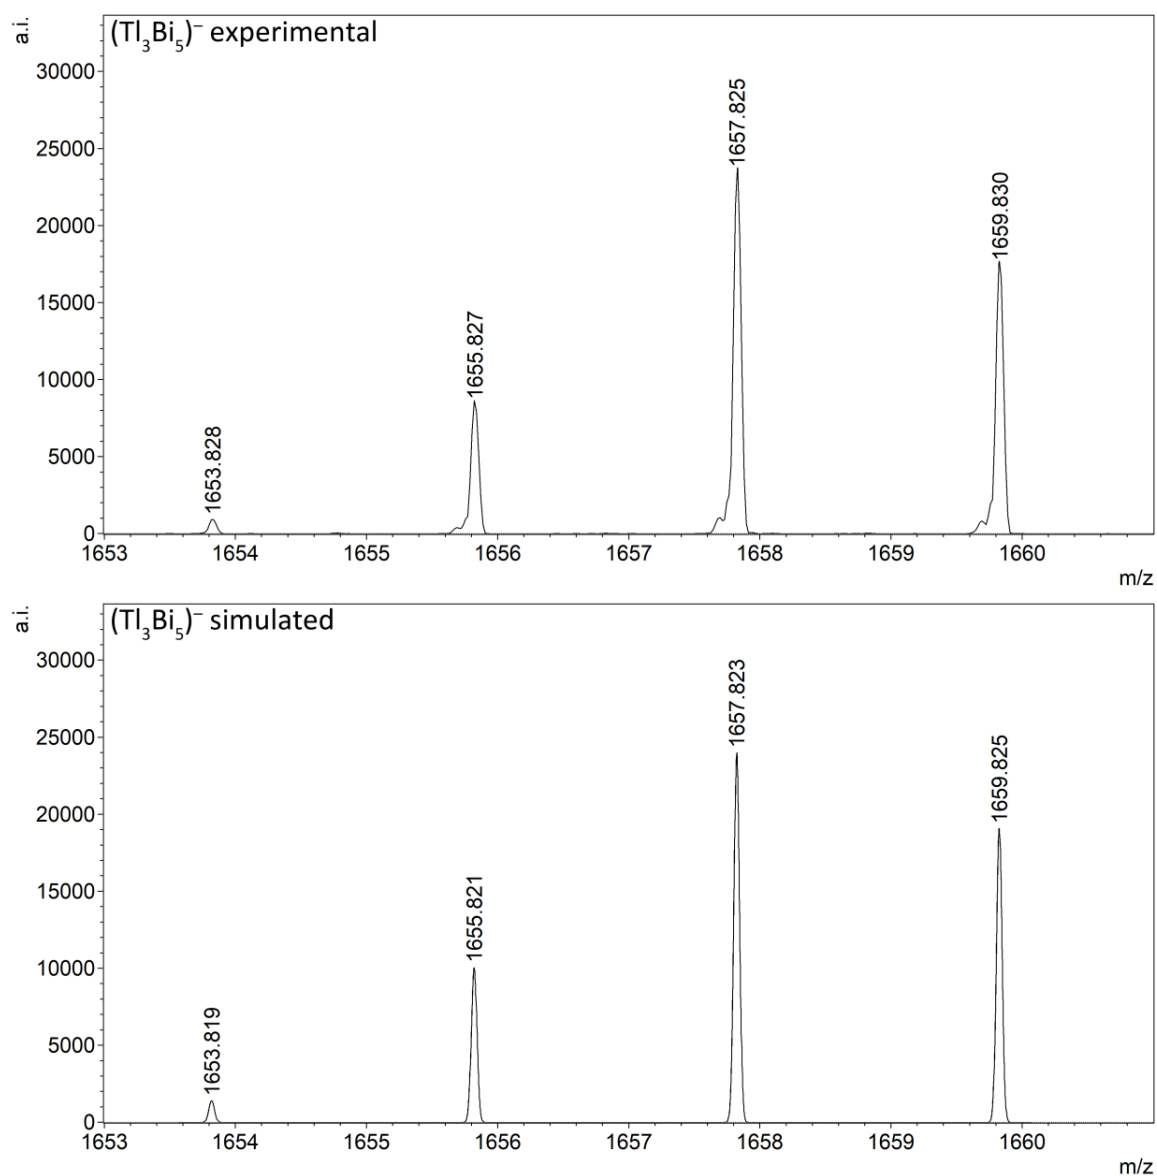 a.i.
(Tl₃Bi₅)⁻ experimental
30000
25000
20000
15000
10000
5000
0
1653.828
1655.827
1657.825
1659.830
1653 1654 1655 1656 1657 1658 1659 1660
m/z
a.i.
(Tl₃Bi₅)⁻ simulated
30000
25000
20000
15000
10000
5000
0
1653.819
1655.821
1657.823
1659.825
1653 1654 1655 1656 1657 1658 1659 1660
m/z